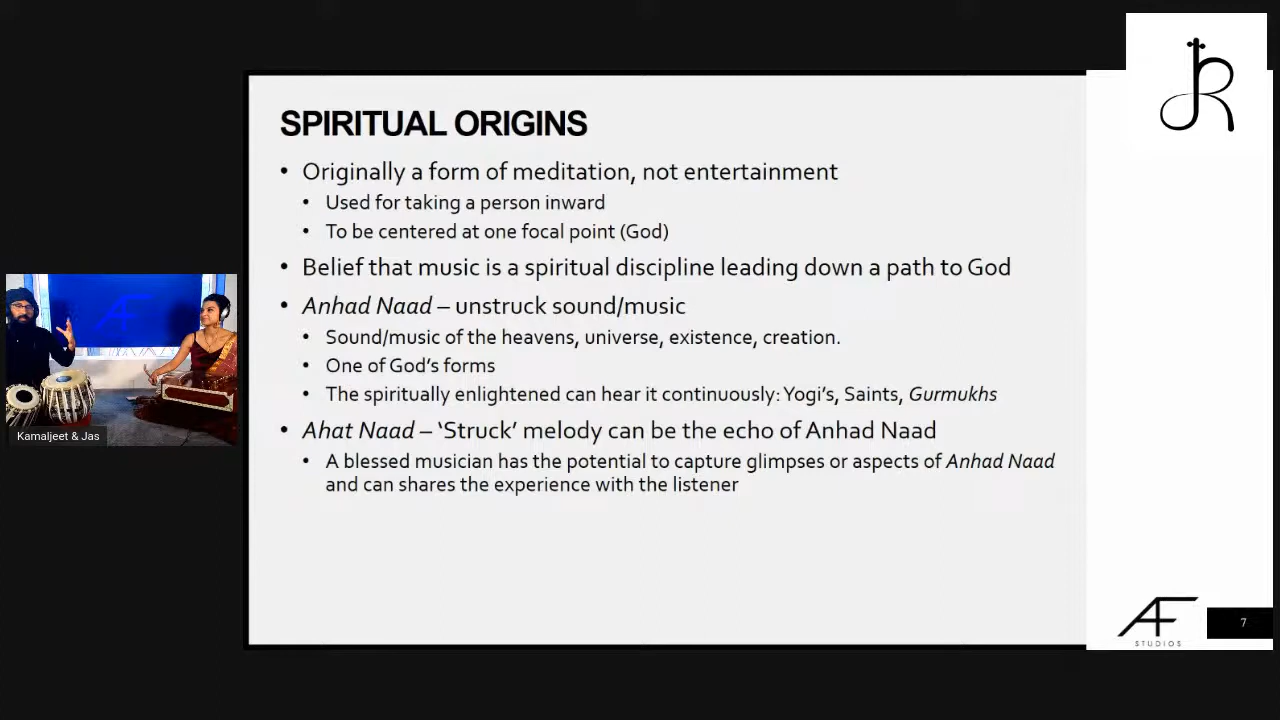 SPIRITUAL ORIGINS
• Originally a form of meditation, not entertainment
• Used for taking a person inward
• To be centered at one focal point (God)
• Belief that music is a spiritual discipline leading down a path to God
• Anhad Naad – unstruck sound/music
• Sound/music of the heavens, universe, existence, creation.
• One of God's forms
• The spiritually enlightened can hear it continuously: Yogi's, Saints, Gurmukhs
• Ahat Naad – 'Struck' melody can be the echo of Anhad Naad
• A blessed musician has the potential to capture glimpses or aspects of Anhad Naad
and can shares the experience with the listener
AF
Kamaljeet & Jas
AF
STUDIOS
7